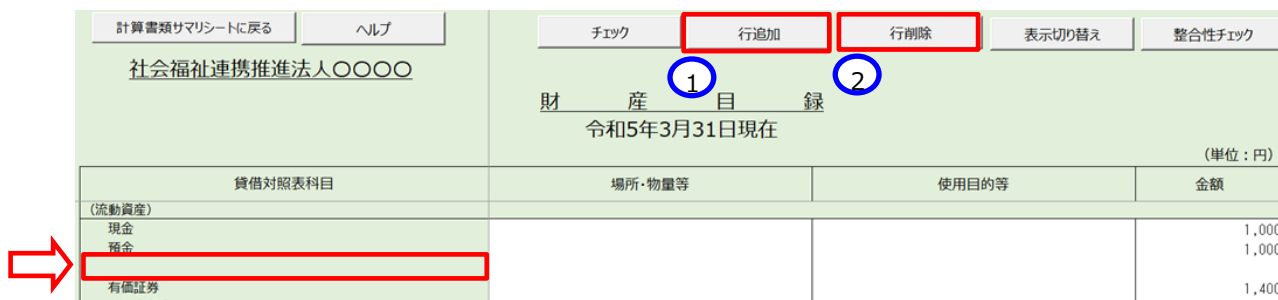 計算書類サマリシートに戻る ヘルプ チェック 行追加 行削除 表示切り替え 整合性チェック
社会福祉連携推進法人〇〇〇〇
1 2
財 産 目 録
令和5年3月31日現在
(単位：円)
貸借対照表科目 場所・物量等 使用目的等 金額
(流動資産)
現金 1,000
預金 1,000
有価証券 1,400